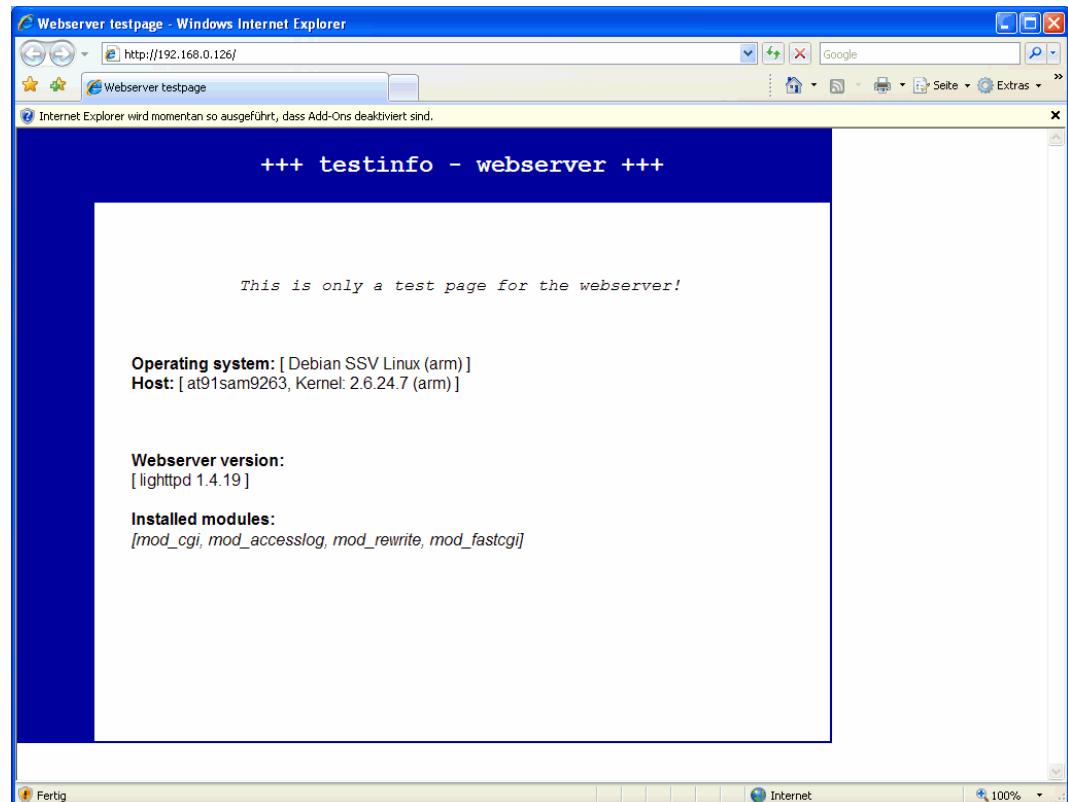 Webserver testpage - Windows Internet Explorer
http://192.168.0.126/
Google
Webserver testpage
Seite
Extras
»
Internet Explorer wird momentan so ausgeführt, dass Add-Ons deaktiviert sind.
+++ testinfo - webserver +++
This is only a test page for the webserver!
Operating system: [ Debian SSV Linux (arm) ]
Host: [ at91sam9263, Kernel: 2.6.24.7 (arm) ]
Webserver version:
[ lighttpd 1.4.19 ]
Installed modules:
[mod_cgi, mod_accesslog, mod_rewrite, mod_fastcgi]
Fertig
Internet
100%